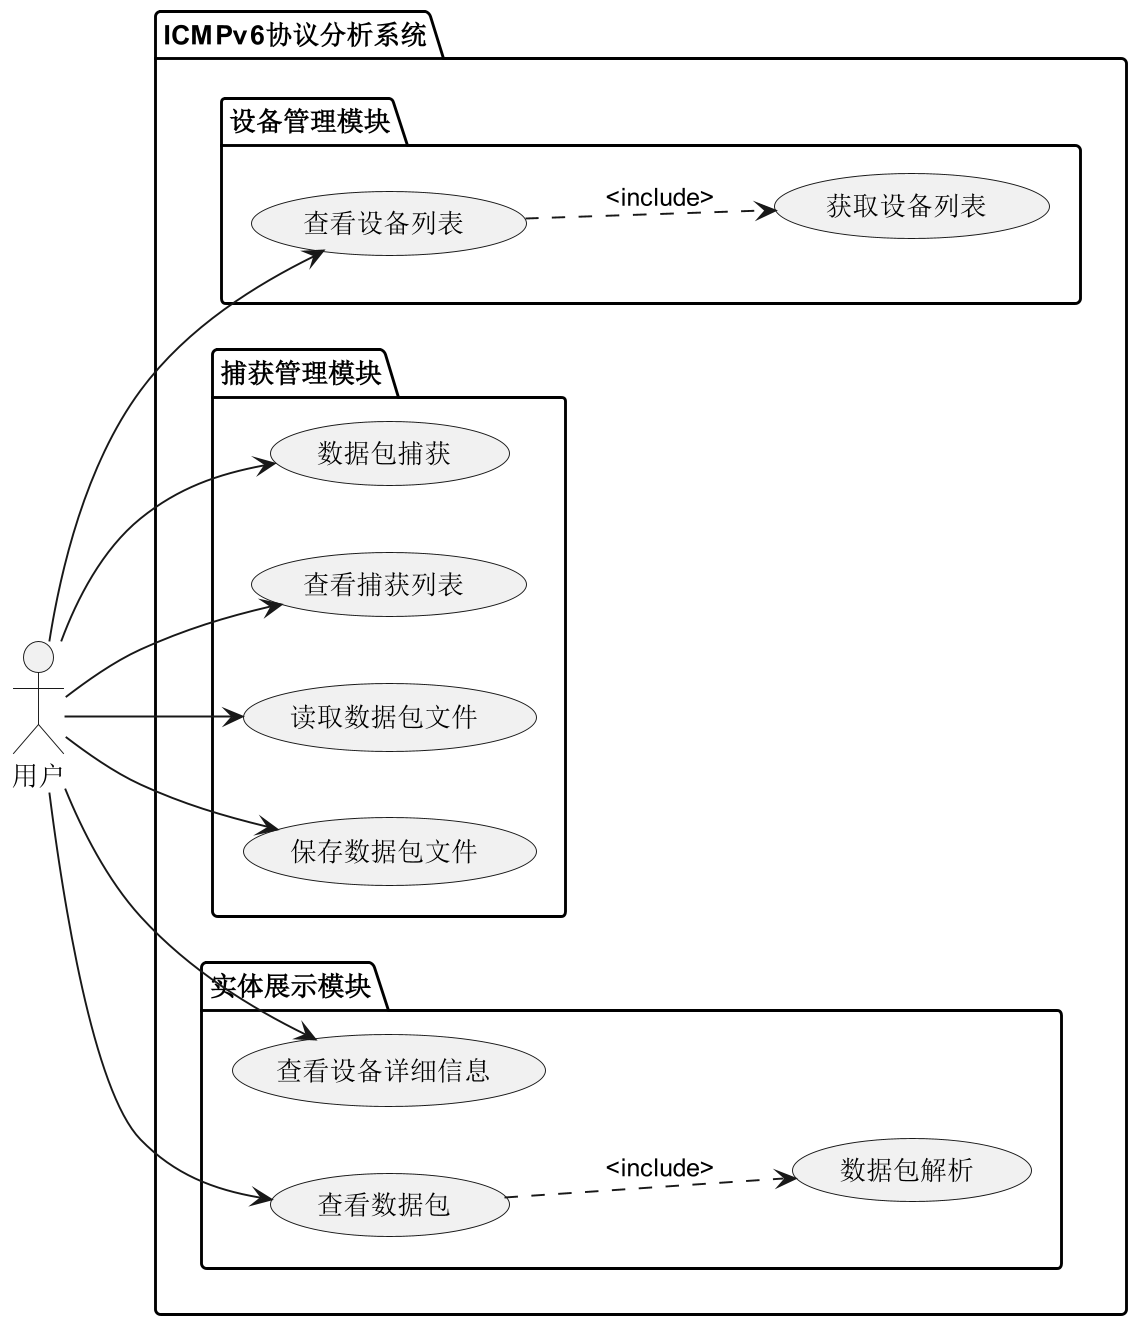 ICMPv6协议分析系统
设备管理模块
查看设备列表
<include>
获取设备列表
捕获管理模块
数据包捕获
查看捕获列表
读取数据包文件
保存数据包文件
用户
实体展示模块
查看设备详细信息
查看数据包
<include>
数据包解析